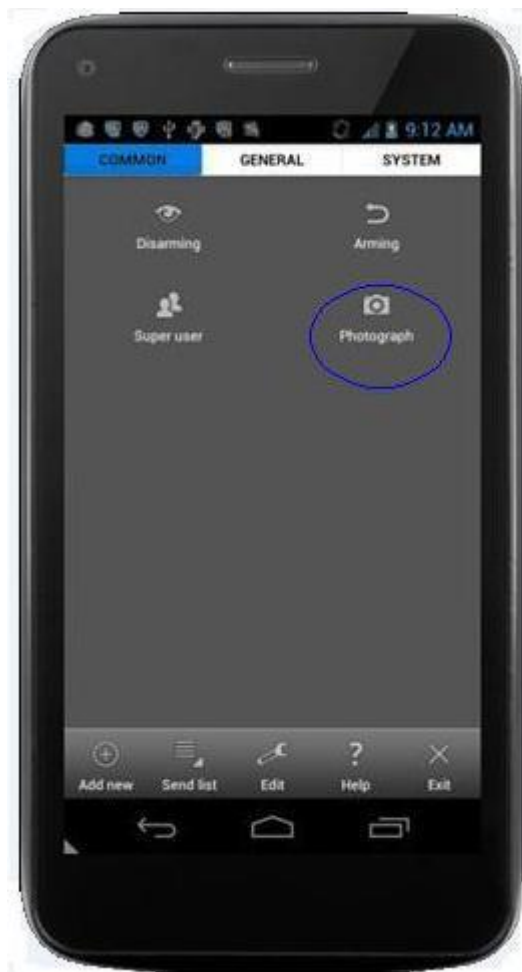 9:12 AM
COMMON GENERAL SYSTEM
Disarming Arming
Super user Photograph
Add new Send list Edit Help Exit